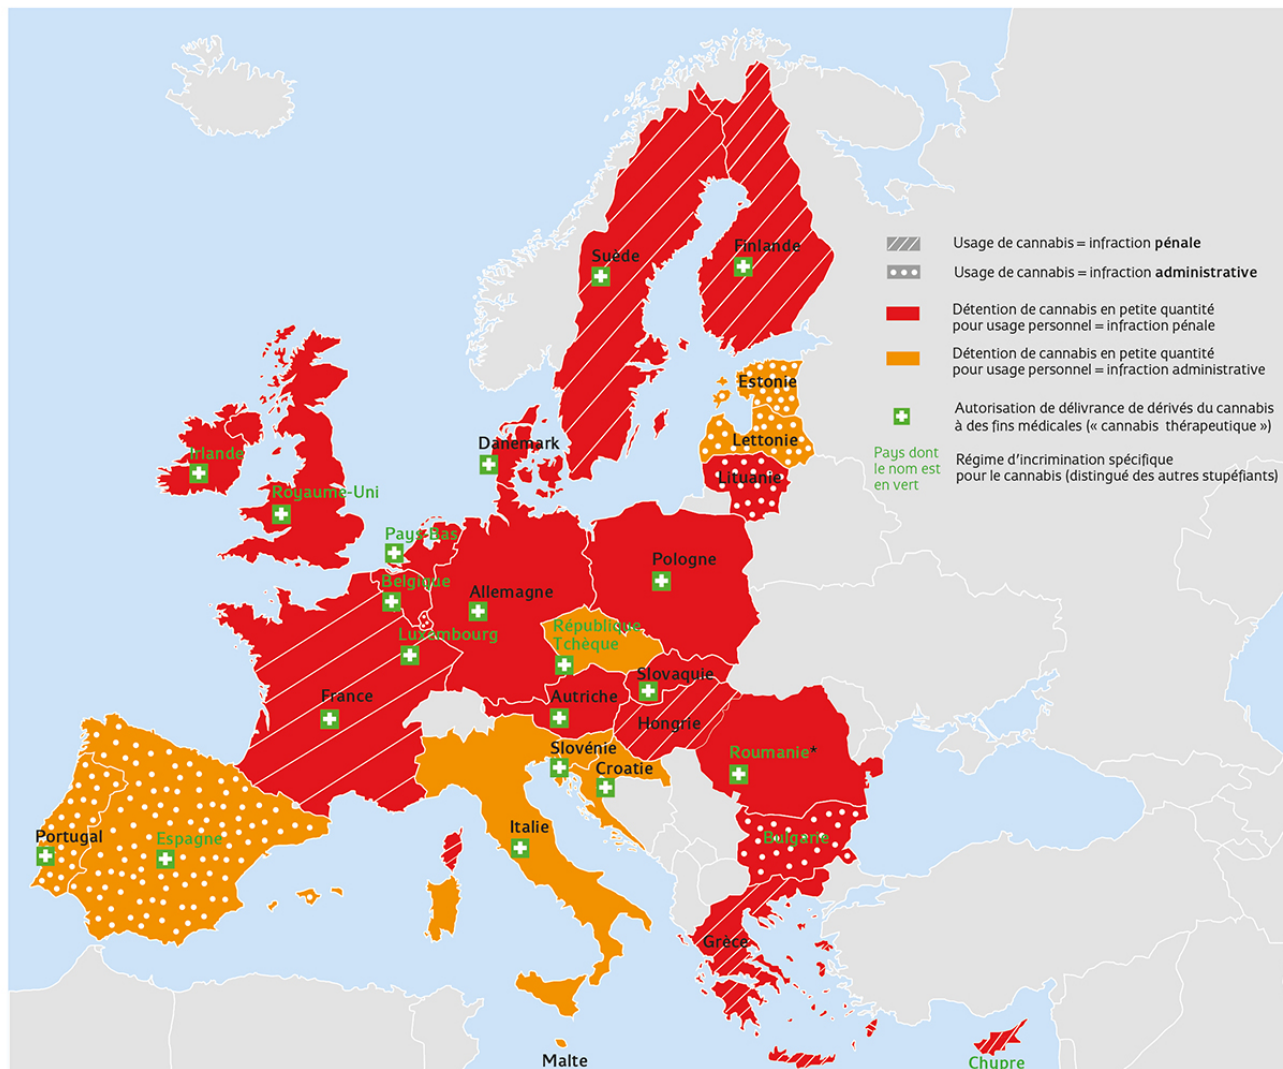 Suède
Finlande
Usage de cannabis = infraction pénale
Usage de cannabis = infraction administrative
Détention de cannabis en petite quantité
pour usage personnel = infraction pénale
Détention de cannabis en petite quantité
pour usage personnel = infraction administrative
Autorisation de délivrance de dérivés du cannabis
à des fins médicales (« cannabis thérapeutique »)
Pays dont
le nom est
en vert
Régime d'incrimination spécifique
pour le cannabis (distingué des autres stupéfiants)
Estonie
Lettonie
Lituanie
Danemark
Irlande
Royaume-Uni
Pays-Bas
Belgique
Allemagne
Pologne
Luxembourg
République
Tchèque
Slovaquie
France
Autriche
Hongrie
Slovénie
Croatie
Roumanie*
Portugal
Espagne
Italie
Bulgarie
Grèce
Malte
Chupre